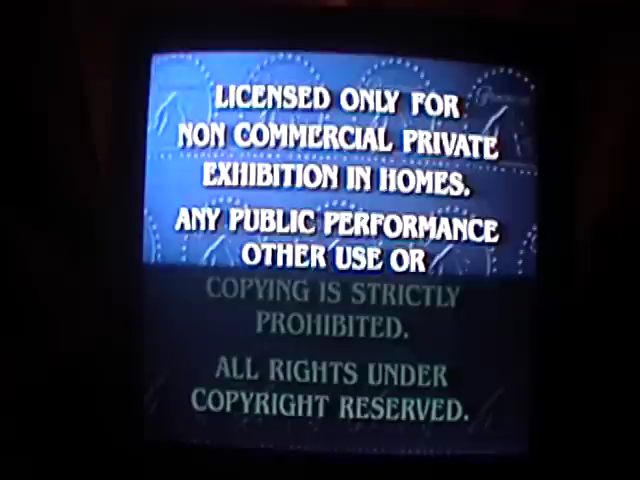 LICENSED ONLY FOR
NON COMMERCIAL PRIVATE
EXHIBITION IN HOMES.
ANY PUBLIC PERFORMANCE
OTHER USE OR
COPYING IS STRICTLY
PROHIBITED.
ALL RIGHTS UNDER
COPYRIGHT RESERVED.